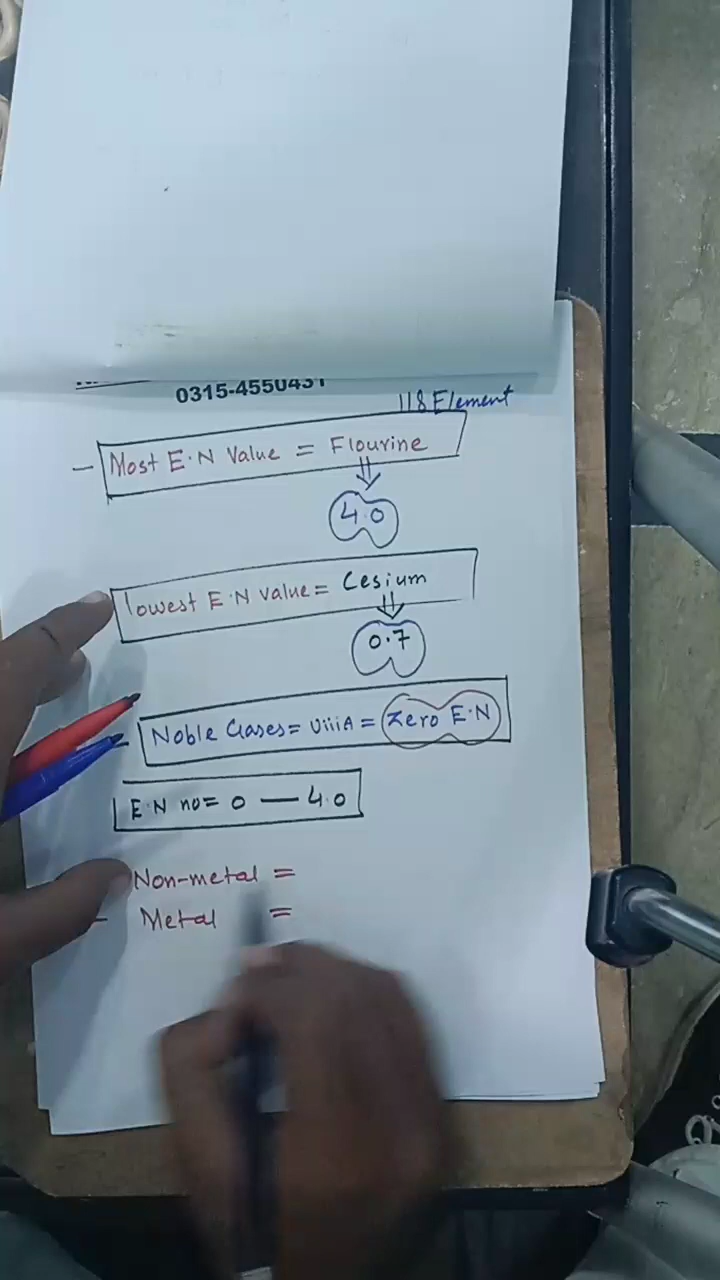 0315-4550431
118 Element
- Most E.N Value = Flourine
4.0
lowest E.N value = Cesium
0.7
- Noble Gases = viiiA = Zero E.N
E.N no = 0 — 4.0
Non-metal =
- Metal =